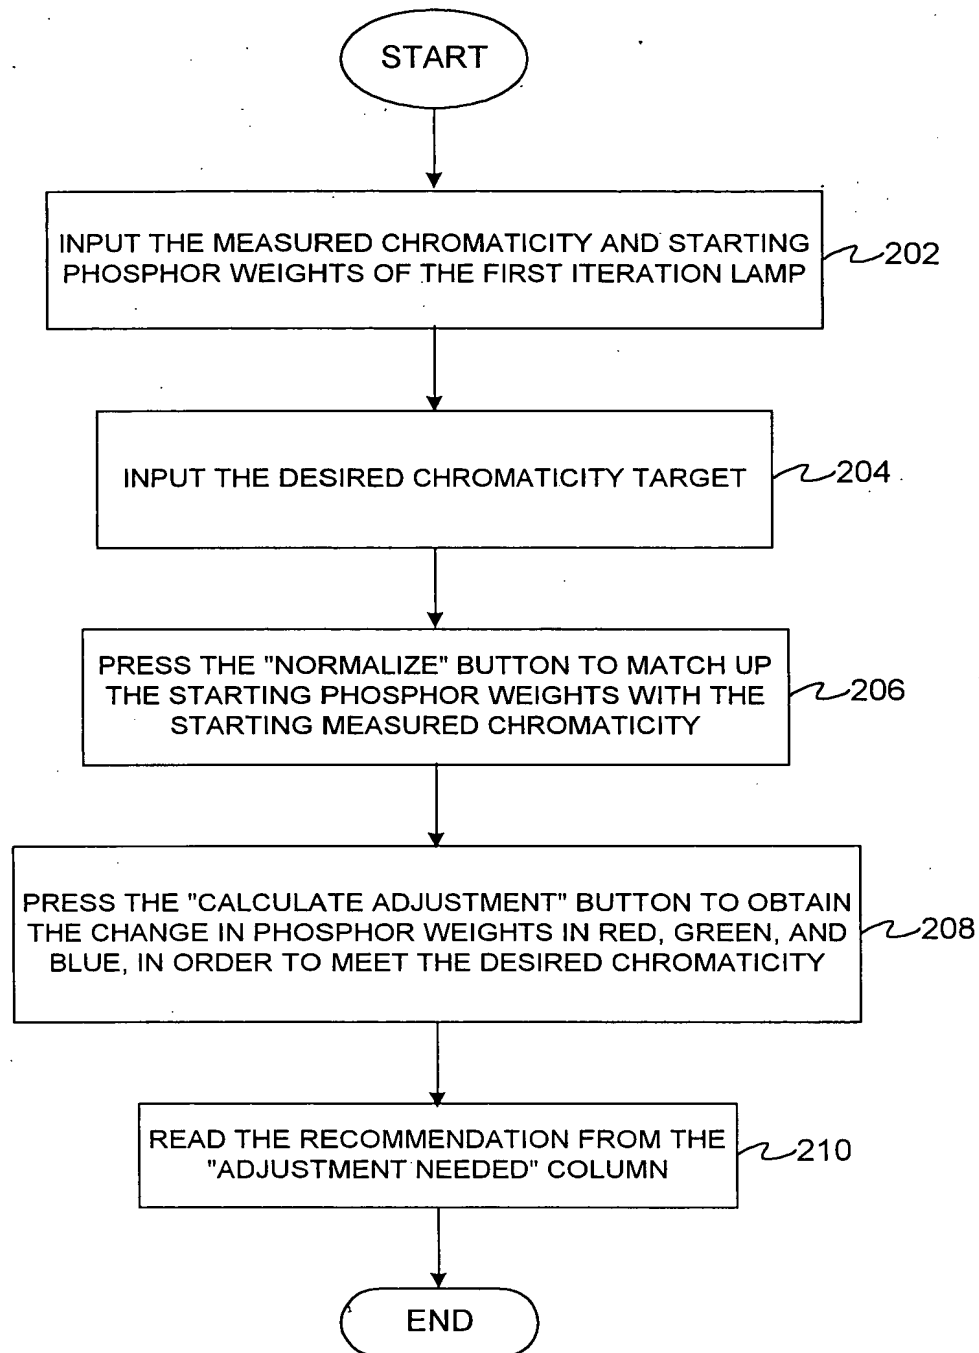 START
INPUT THE MEASURED CHROMATICITY AND STARTING
PHOSPHOR WEIGHTS OF THE FIRST ITERATION LAMP
202
INPUT THE DESIRED CHROMATICITY TARGET
204
PRESS THE "NORMALIZE" BUTTON TO MATCH UP
THE STARTING PHOSPHOR WEIGHTS WITH THE
STARTING MEASURED CHROMATICITY
206
PRESS THE "CALCULATE ADJUSTMENT" BUTTON TO OBTAIN
THE CHANGE IN PHOSPHOR WEIGHTS IN RED, GREEN, AND
BLUE, IN ORDER TO MEET THE DESIRED CHROMATICITY
208
READ THE RECOMMENDATION FROM THE
"ADJUSTMENT NEEDED" COLUMN
210
END